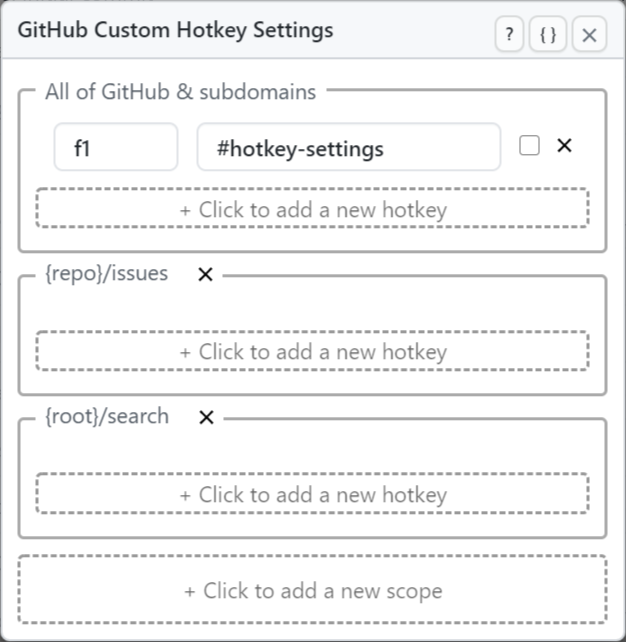 GitHub Custom Hotkey Settings
? { } ✕
All of GitHub & subdomains
f1 #hotkey-settings ✕
+ Click to add a new hotkey
{repo}/issues ✕
+ Click to add a new hotkey
{root}/search ✕
+ Click to add a new hotkey
+ Click to add a new scope